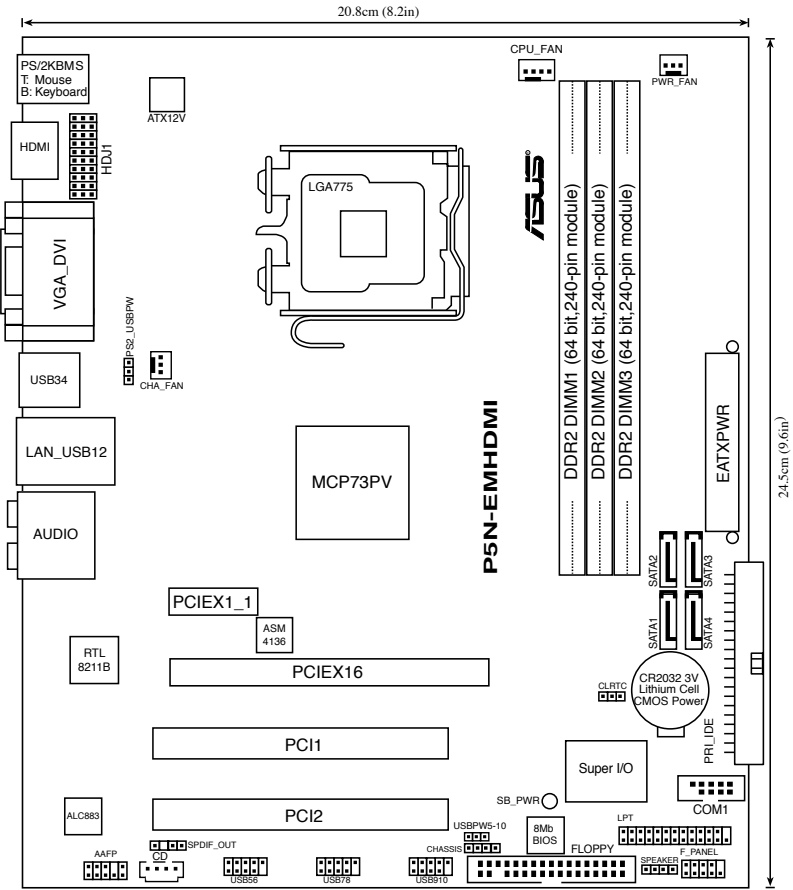 20.8cm (8.2in)
PS/2KBMS
T: Mouse
B: Keyboard
CPU_FAN
PWR_FAN
ATX12V
HDMI
HDJ1
LGA775
ASUS
VGA_DVI
DDR2 DIMM1 (64 bit,240-pin module)
DDR2 DIMM2 (64 bit,240-pin module)
DDR2 DIMM3 (64 bit,240-pin module)
PS2_USBPW
CHA_FAN
USB34
EATXPWR
24.5cm (9.6in)
LAN_USB12
MCP73PV
P5N-EMHDMI
AUDIO
SATA2
SATA3
SATA1
SATA4
PCIEX1_1
ASM
4136
RTL
8211B
PCIEX16
CLRTC
CR2032 3V
Lithium Cell
CMOS Power
PRI_IDE
PCI1
Super I/O
SB_PWR
COM1
ALC883
PCI2
USBPW5-10
8Mb
BIOS
LPT
SPDIF_OUT
CHASSIS
FLOPPY
F_PANEL
AAFP
CD
SPEAKER
USB56
USB78
USB910